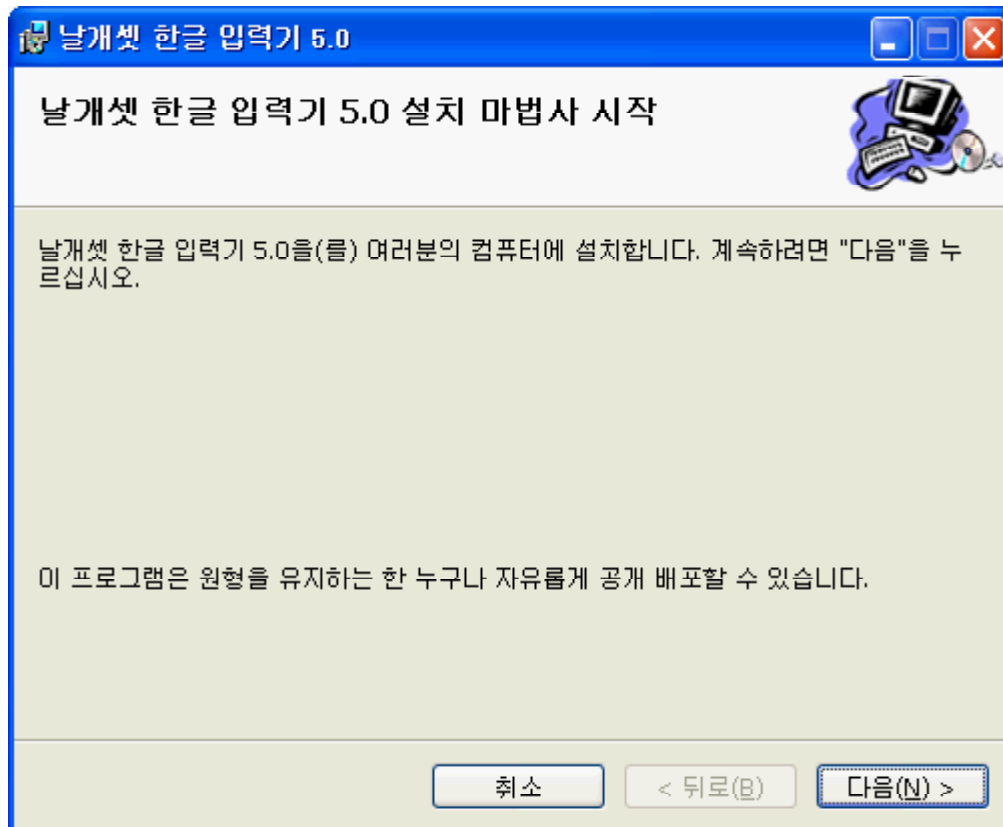 날개셋 한글 입력기 5.0
날개셋 한글 입력기 5.0 설치 마법사 시작
날개셋 한글 입력기 5.0을(를) 여러분의 컴퓨터에 설치합니다. 계속하려면 "다음"을 누
르십시오.
이 프로그램은 원형을 유지하는 한 누구나 자유롭게 공개 배포할 수 있습니다.
취소
< 뒤로(B)
다음(N) >